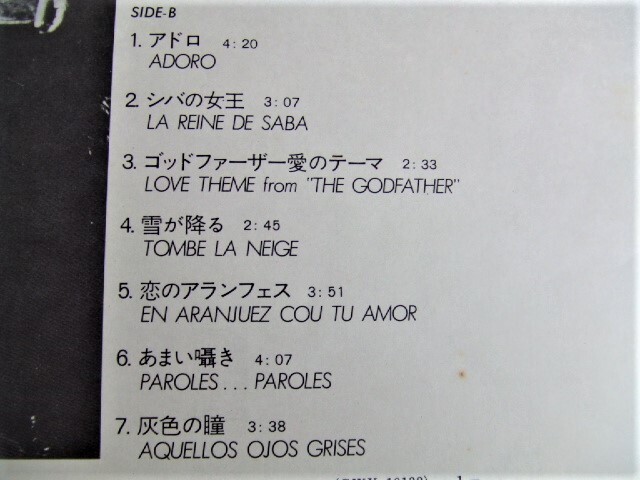 SIDE-B
1. アドロ 4:20
ADORO
2. シバの女王 3:07
LA REINE DE SABA
3. ゴッドファーザー愛のテーマ 2:33
LOVE THEME from "THE GODFATHER"
4. 雪が降る 2:45
TOMBE LA NEIGE
5. 恋のアランフェス 3:51
EN ARANJUEZ COU TU AMOR
6. あまい囁き 4:07
PAROLES... PAROLES
7. 灰色の瞳 3:38
AQUELLOS OJOS GRISES